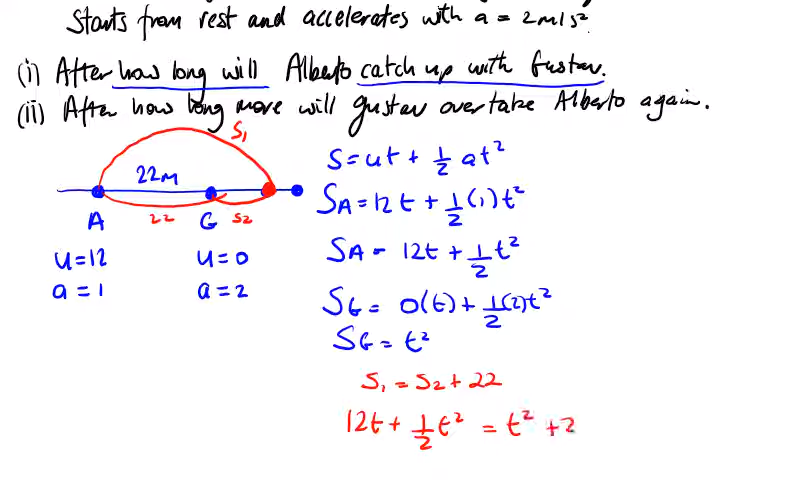 Starts from rest and accelerates with a = 2m/s².
(i) After how long will Alberto catch up with Gustav.
(ii) After how long more will Gustav overtake Alberto again.
S₁
22m
22 S2
A G
u=12 u=0
a=1 a=2
S=ut + 1/2 at²
SA=12t + 1/2(1)t²
SA = 12t + 1/2t²
SG = 0(t) + 1/2(2)t²
SG = t²
S₁ = S2 + 22
12t + 1/2t² = t² + 2